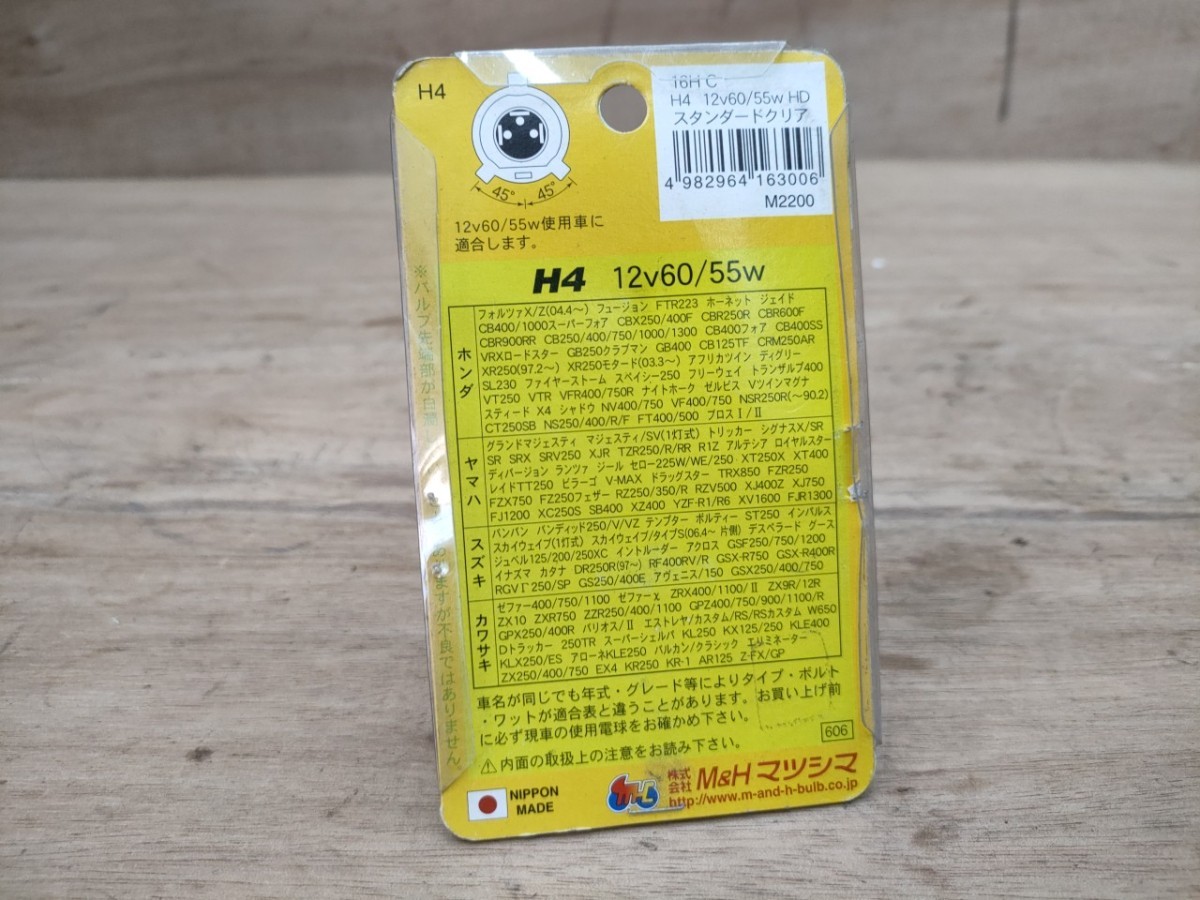 H4
45°
45°
12v60/55w使用車に
適合します。
16H C
H4 12v60/55w HD
スタンダードクリア
4 982964 163006
M2200
H4 12v60/55w
ホンダ
フォルツァX/Z(04.4～) フュージョン FTR223 ホーネット ジェイド
CB400/1000スーパーフォア CBX250/400F CBR250R CBR600F
CBR900RR CB250/400/750/1000/1300 CB400フォア CB400SS
VRXロードスター GB250クラブマン GB400 CB125TF CRM250AR
XR250(97.2～) XR250モタード(03.3～) アフリカツイン ディグリー
SL230 ファイヤーストーム スペイシー250 フリーウェイ トランザルプ400
VT250 VTR VFR400/750R ナイトホーク ゼルビス Vツインマグナ
スティード X4 シャドウ NV400/750 VF400/750 NSR250R(～90.2)
CT250SB NS250/400/R/F FT400/500 ブロスⅠ/Ⅱ
ヤマハ
グランドマジェスティ マジェスティ/SV(1灯式) トリッカー シグナスX/SR
SR SRX SRV250 XJR TZR250/R/RR R1Z アルテシア ロイヤルスター
ディバージョン ランツァ ジール セロー225W/WE/250 XT250X XT400
レイドTT250 ビラーゴ V-MAX ドラッグスター TRX850 FZR250
FZX750 FZ250フェザー RZ250/350/R RZV500 XJ400Z XJ750
FJ1200 XC250S SB400 XZ400 YZF-R1/R6 XV1600 FJR1300
スズキ
バンバン バンディッド250/V/VZ テンプター ボルティー ST250 インパルス
スカイウェイブ(1灯式) スカイウェイブ/タイプS(06.4～ 片側) デスペラード グース
ジェベル125/200/250XC イントルーダー アクロス GSF250/750/1200
イナズマ カタナ DR250R(97～) RF400RV/R GSX-R750 GSX-R400R
RGVΓ250/SP GS250/400E アヴェニス/150 GSX250/400/750
カワサキ
ゼファー400/750/1100 ゼファーχ ZRX400/1100/Ⅱ ZX9R/12R
ZX10 ZXR750 ZZR250/400/1100 GPZ400/750/900/1100/R
GPX250/400R バリオス/Ⅱ エストレヤ/カスタム/RS/RSカスタム W650
Dトラッカー 250TR スーパーシェルパ KL250 KX125/250 KLE400
KLX250/ES アローネKLE250 バルカン/クラシック エリミネーター
ZX250/400/750 EX4 KR250 KR-1 AR125 Z-FX/GP
車名が同じでも年式・グレード等によりタイプ・ボルト
・ワットが適合表と違うことがあります。お買い上げ前
に必ず現車の使用電球をお確かめ下さい。
⚠内面の取扱上の注意をお読み下さい。
606
NIPPON
MADE
株式
会社 M&Hマツシマ
http://www.m-and-h-bulb.co.jp
※バルブ先端部が白
ますが不良ではありません。